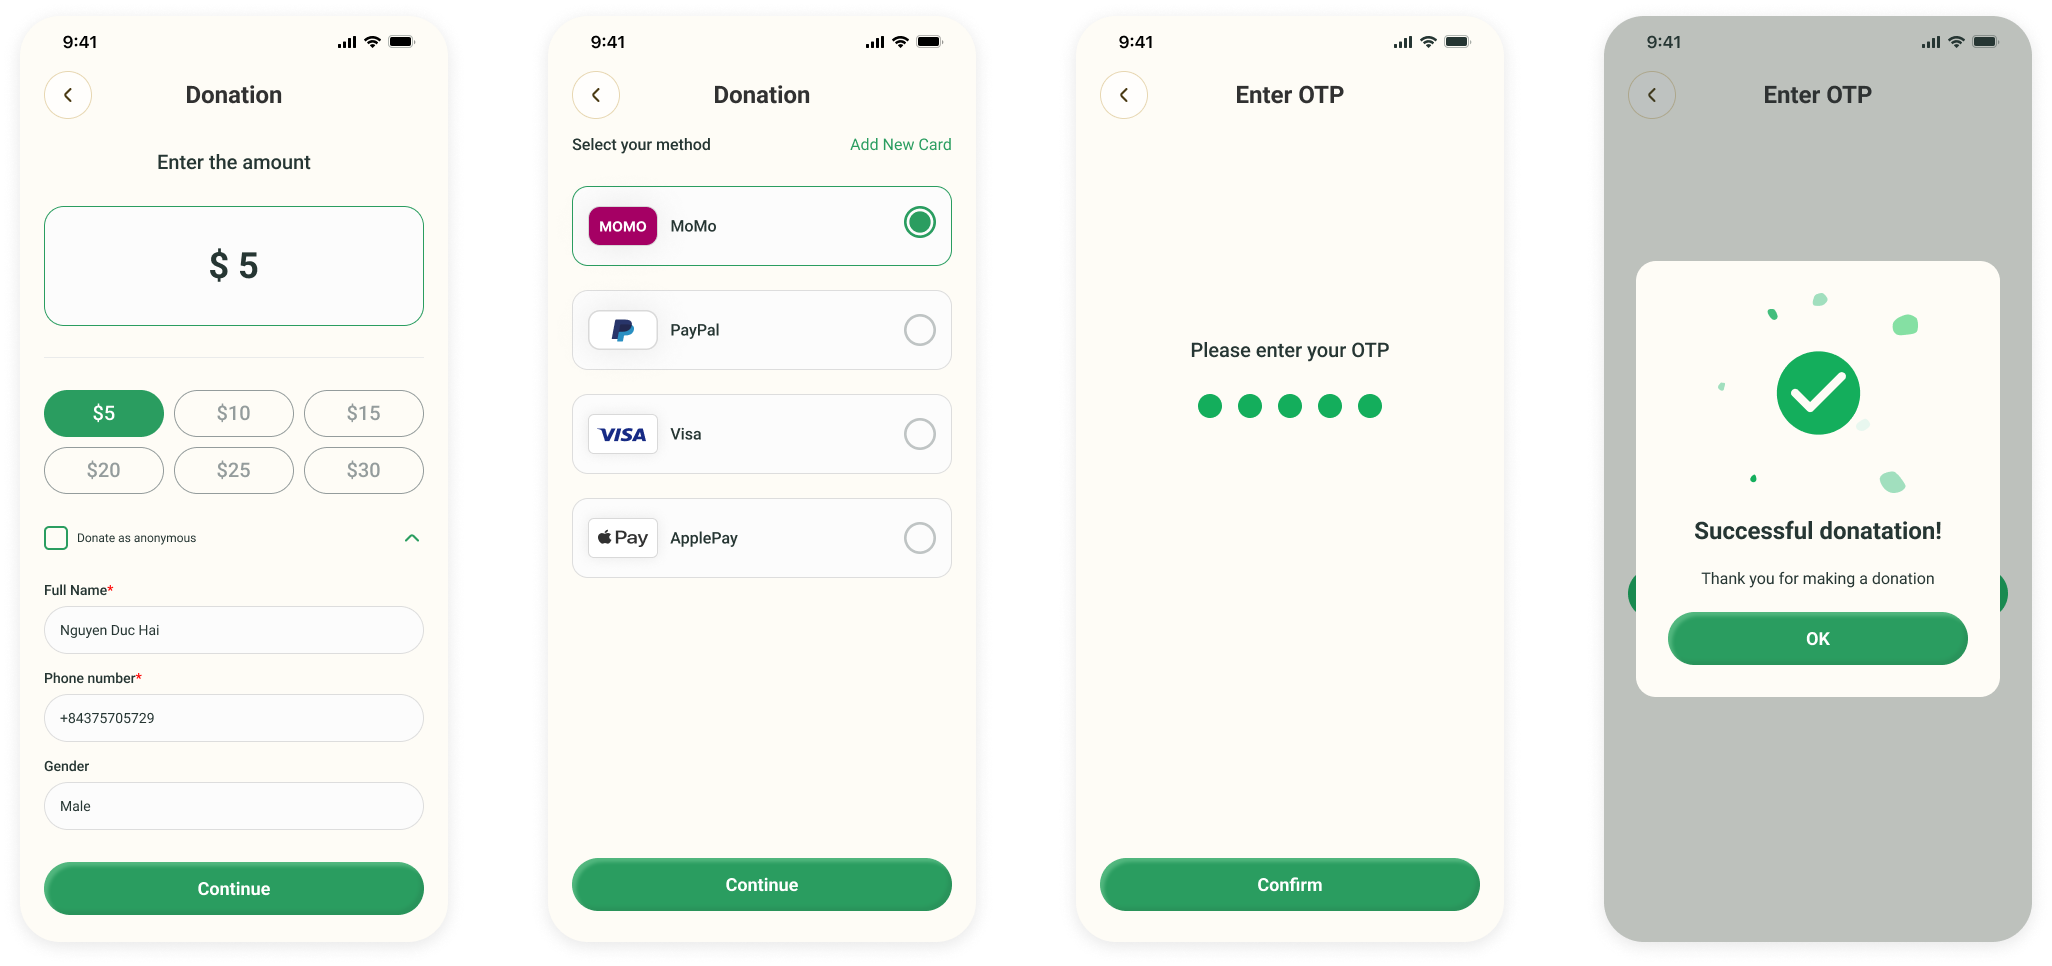 9:41
Donation
Enter the amount
$ 5
$5 $10 $15
$20 $25 $30
Donate as anonymous
Full Name*
Nguyen Duc Hai
Phone number*
+84375705729
Gender
Male
Continue
9:41
Donation
Select your method Add New Card
MOMO MoMo
PayPal
VISA Visa
Pay ApplePay
Continue
9:41
Enter OTP
Please enter your OTP
Confirm
9:41
Enter OTP
Successful donatation!
Thank you for making a donation
OK